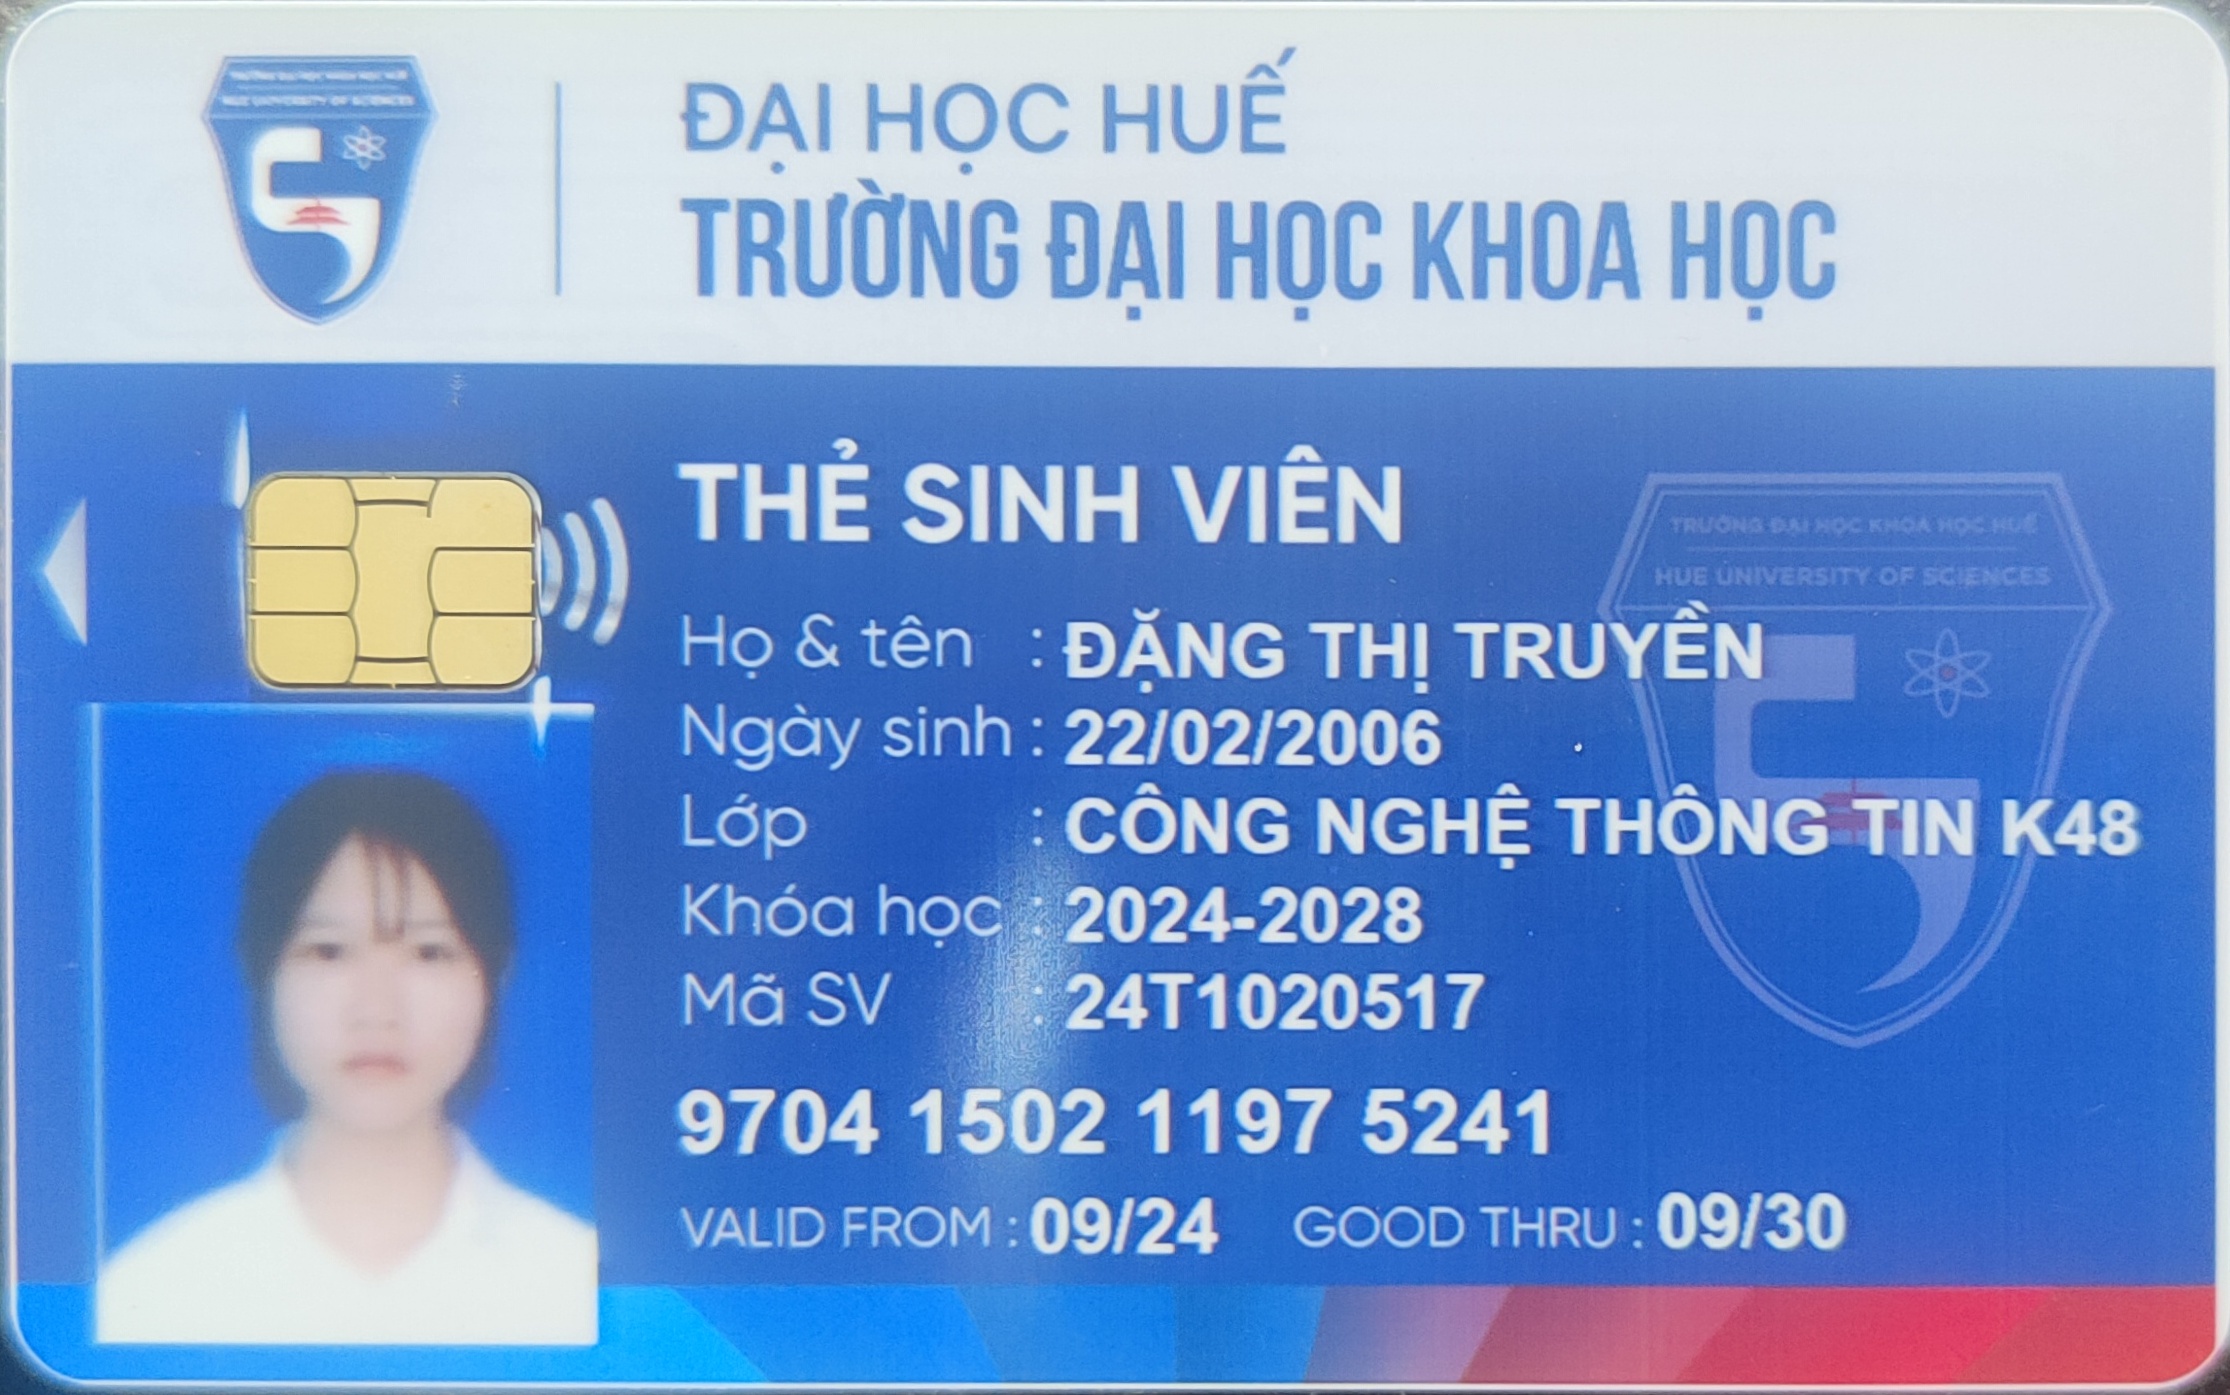 TRƯỜNG ĐẠI HỌC KHOA HỌC HUẾ
HUE UNIVERSITY OF SCIENCES
ĐẠI HỌC HUẾ
TRƯỜNG ĐẠI HỌC KHOA HỌC
THẺ SINH VIÊN
TRƯỜNG ĐẠI HỌC KHOA HỌC HUẾ
HUE UNIVERSITY OF SCIENCES
Họ & tên : ĐẶNG THỊ TRUYỀN
Ngày sinh : 22/02/2006
Lớp : CÔNG NGHỆ THÔNG TIN K48
Khóa học : 2024-2028
Mã SV : 24T1020517
9704 1502 1197 5241
VALID FROM : 09/24 GOOD THRU : 09/30